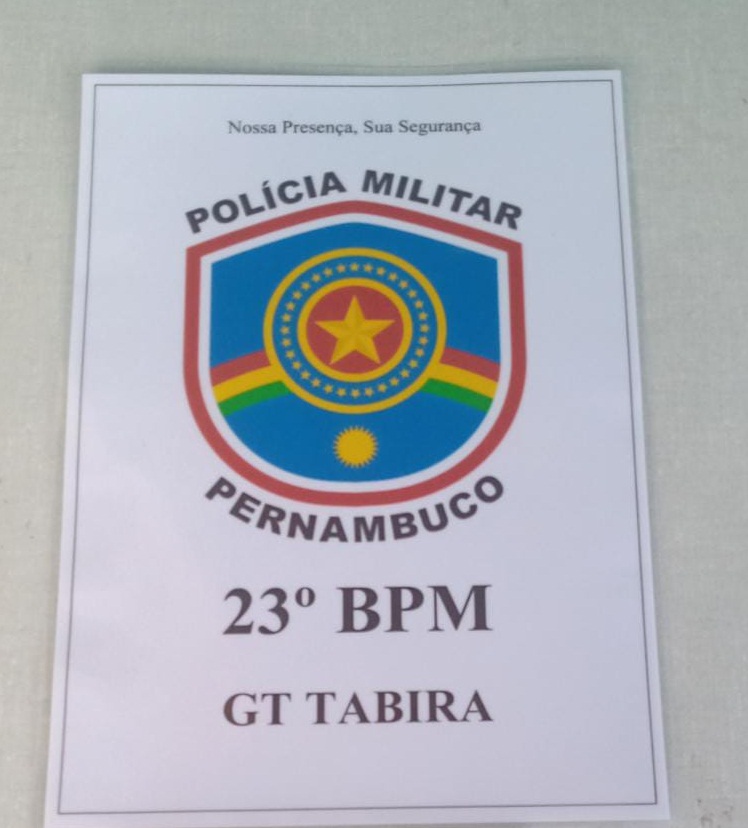 Nossa Presença, Sua Segurança
POLÍCIA MILITAR
PERNAMBUCO
23º BPM
GT TABIRA